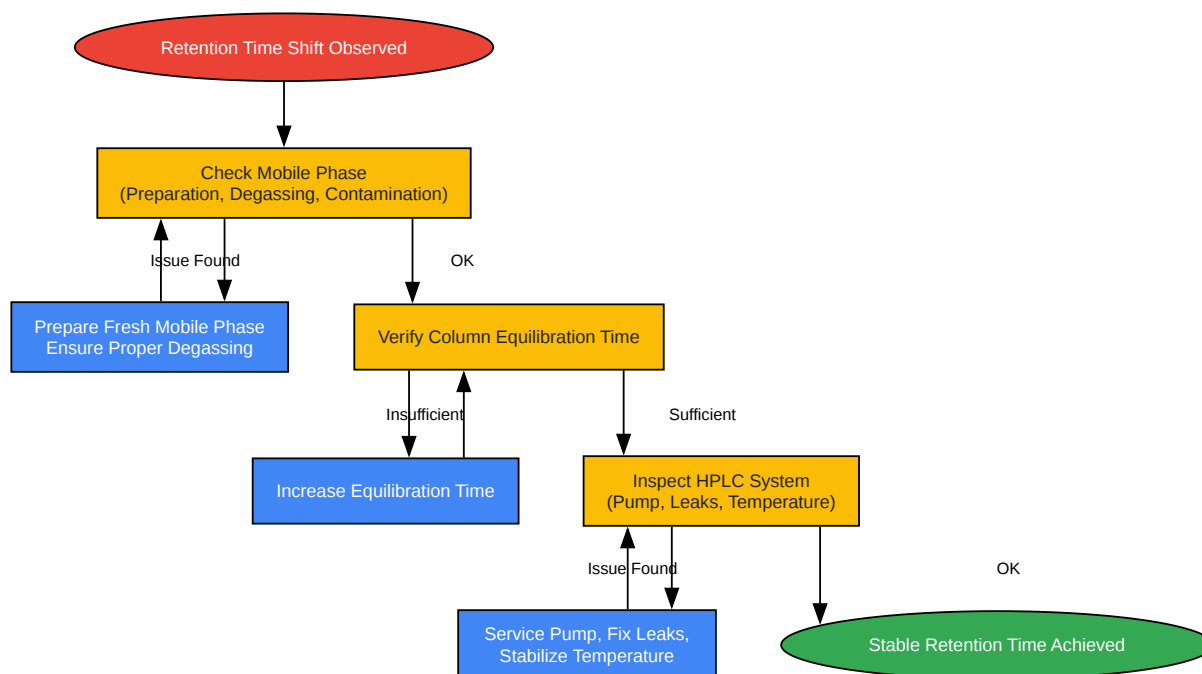 Retention Time Shift Observed
Check Mobile Phase
(Preparation, Degassing, Contamination)
Issue Found
OK
Prepare Fresh Mobile Phase
Ensure Proper Degassing
Verify Column Equilibration Time
Insufficient
Sufficient
Increase Equilibration Time
Inspect HPLC System
(Pump, Leaks, Temperature)
Issue Found
OK
Service Pump, Fix Leaks,
Stabilize Temperature
Stable Retention Time Achieved